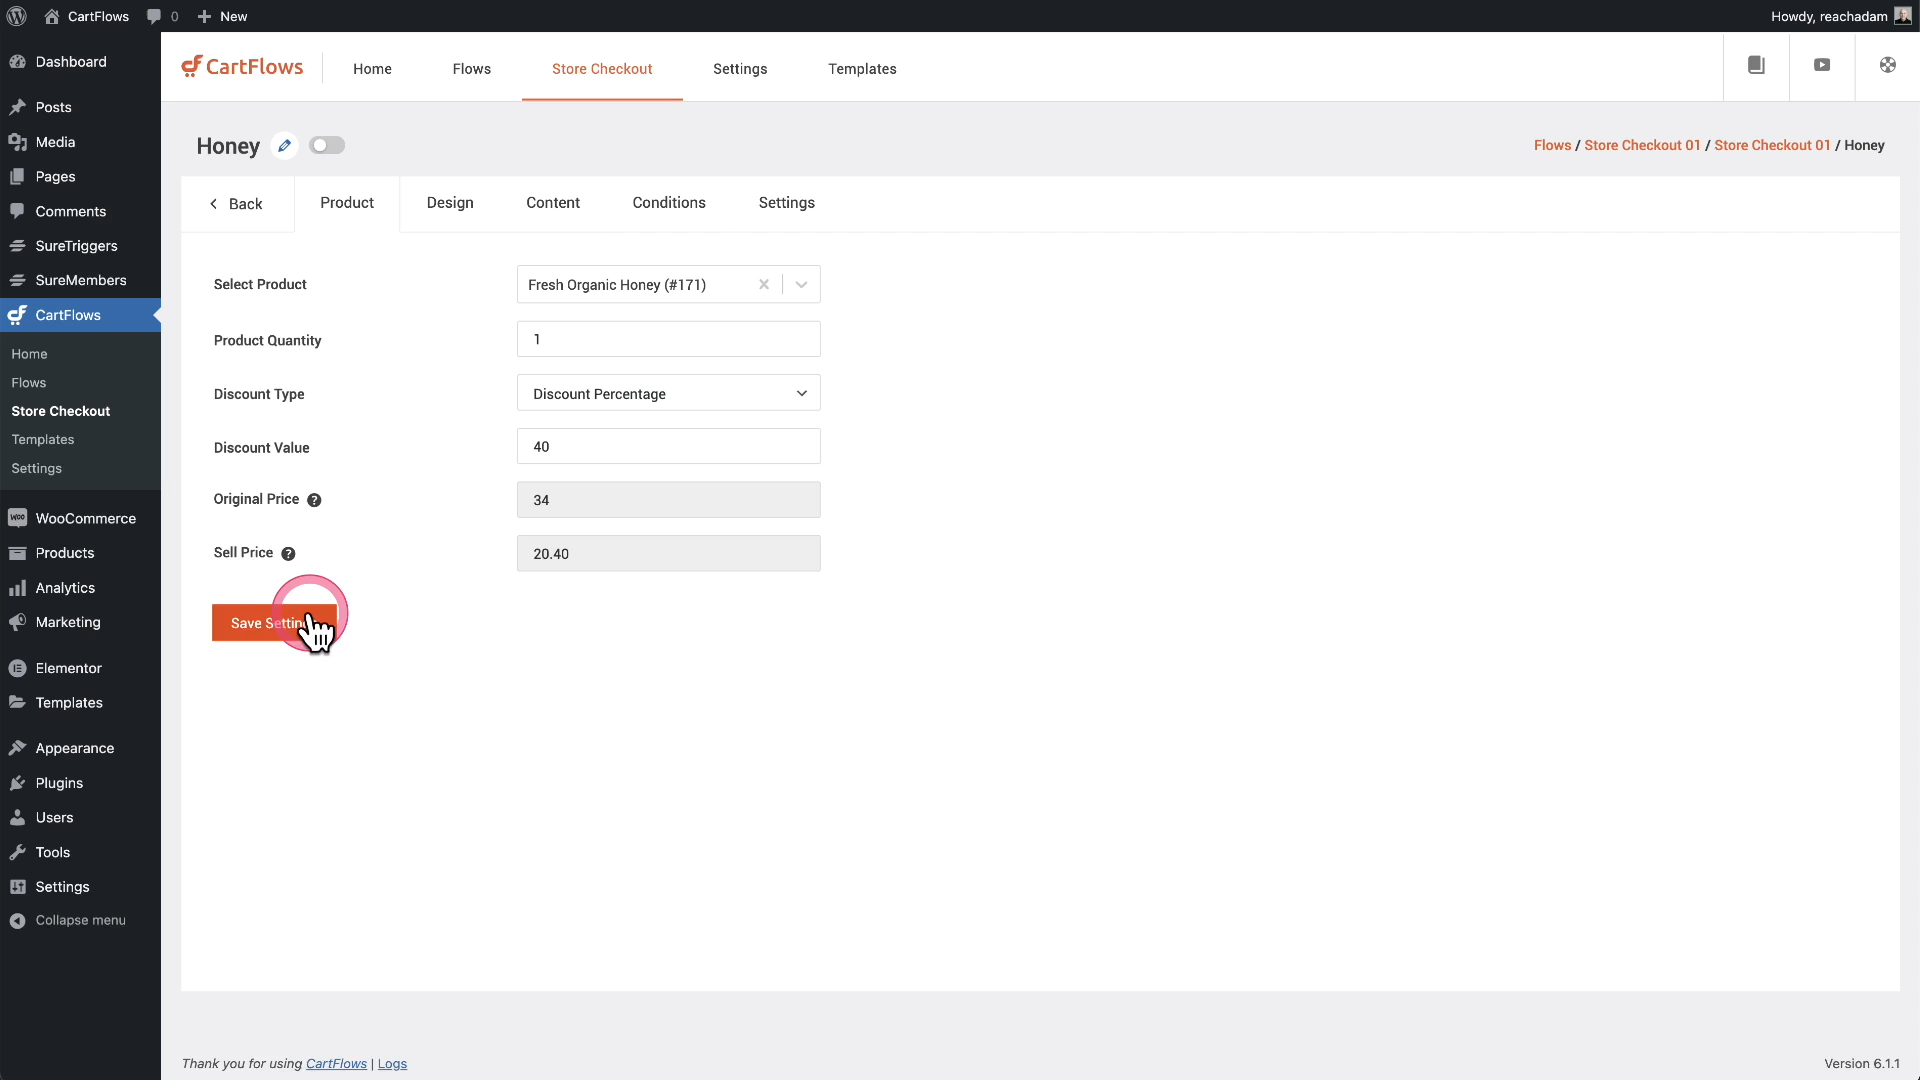 CartFlows
0
New
Howdy, reachadam
Dashboard
Posts
Media
Pages
Comments
SureTriggers
SureMembers
CartFlows
Home
Flows
Store Checkout
Templates
Settings
WooCommerce
Products
Analytics
Marketing
Elementor
Templates
Appearance
Plugins
Users
Tools
Settings
Collapse menu
CartFlows
Home
Flows
Store Checkout
Settings
Templates
Honey
Flows / Store Checkout 01 / Store Checkout 01 / Honey
Back
Product
Design
Content
Conditions
Settings
Select Product
Fresh Organic Honey (#171)
Product Quantity
1
Discount Type
Discount Percentage
Discount Value
40
Original Price ?
34
Sell Price ?
20.40
Save Settin
Thank you for using CartFlows | Logs
Version 6.1.1